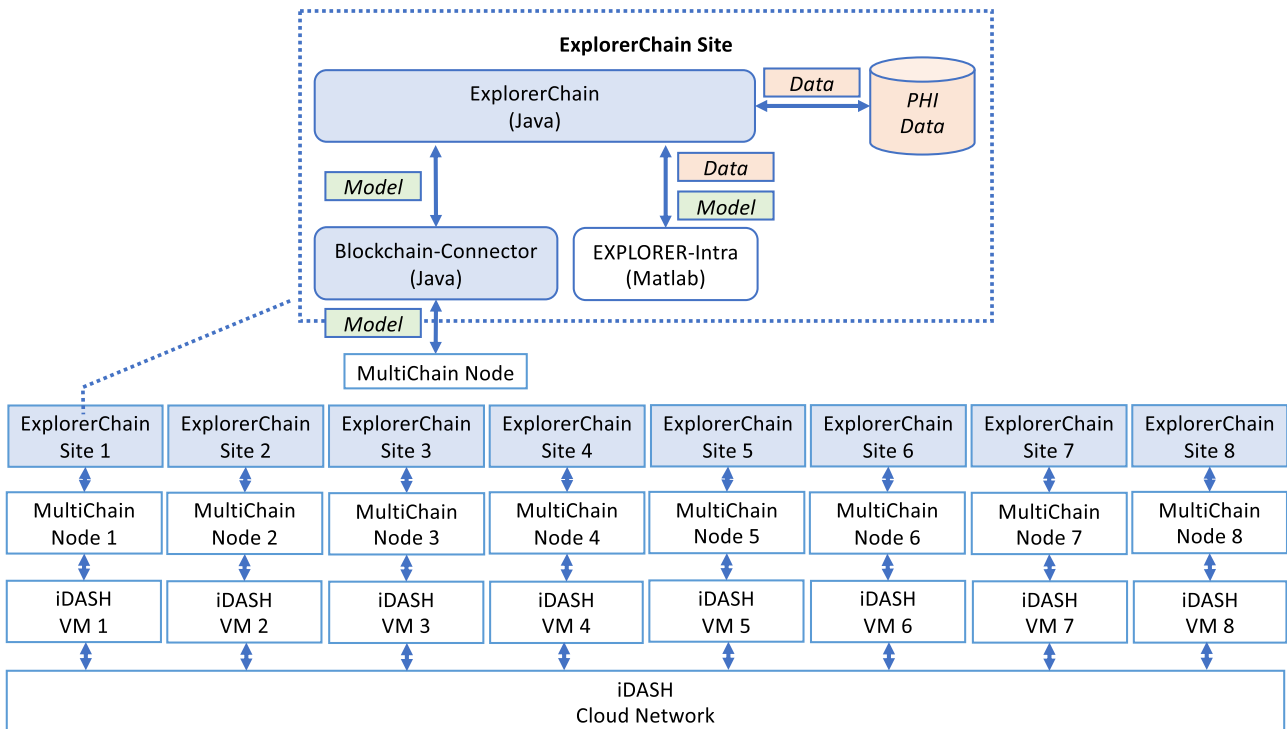 ExplorerChain Site
ExplorerChain
(Java)
Data
PHI
Data
Model
Data
Model
Blockchain-Connector
(Java)
EXPLORER-Intra
(Matlab)
Model
MultiChain Node
ExplorerChain
Site 1
ExplorerChain
Site 2
ExplorerChain
Site 3
ExplorerChain
Site 4
ExplorerChain
Site 5
ExplorerChain
Site 6
ExplorerChain
Site 7
ExplorerChain
Site 8
MultiChain
Node 1
MultiChain
Node 2
MultiChain
Node 3
MultiChain
Node 4
MultiChain
Node 5
MultiChain
Node 6
MultiChain
Node 7
MultiChain
Node 8
iDASH
VM 1
iDASH
VM 2
iDASH
VM 3
iDASH
VM 4
iDASH
VM 5
iDASH
VM 6
iDASH
VM 7
iDASH
VM 8
iDASH
Cloud Network